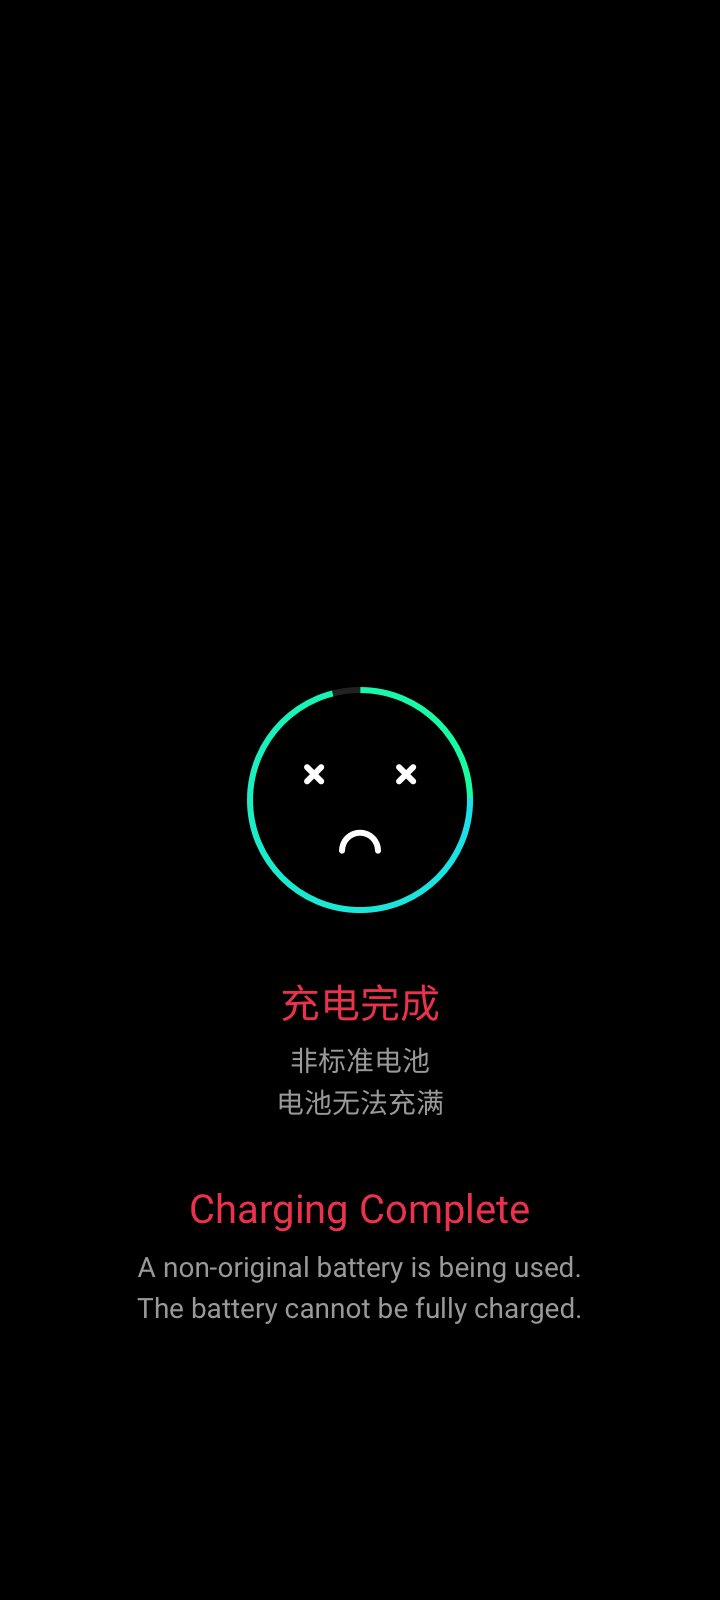 充电完成
非标准电池
电池无法充满
Charging Complete
A non-original battery is being used.
The battery cannot be fully charged.